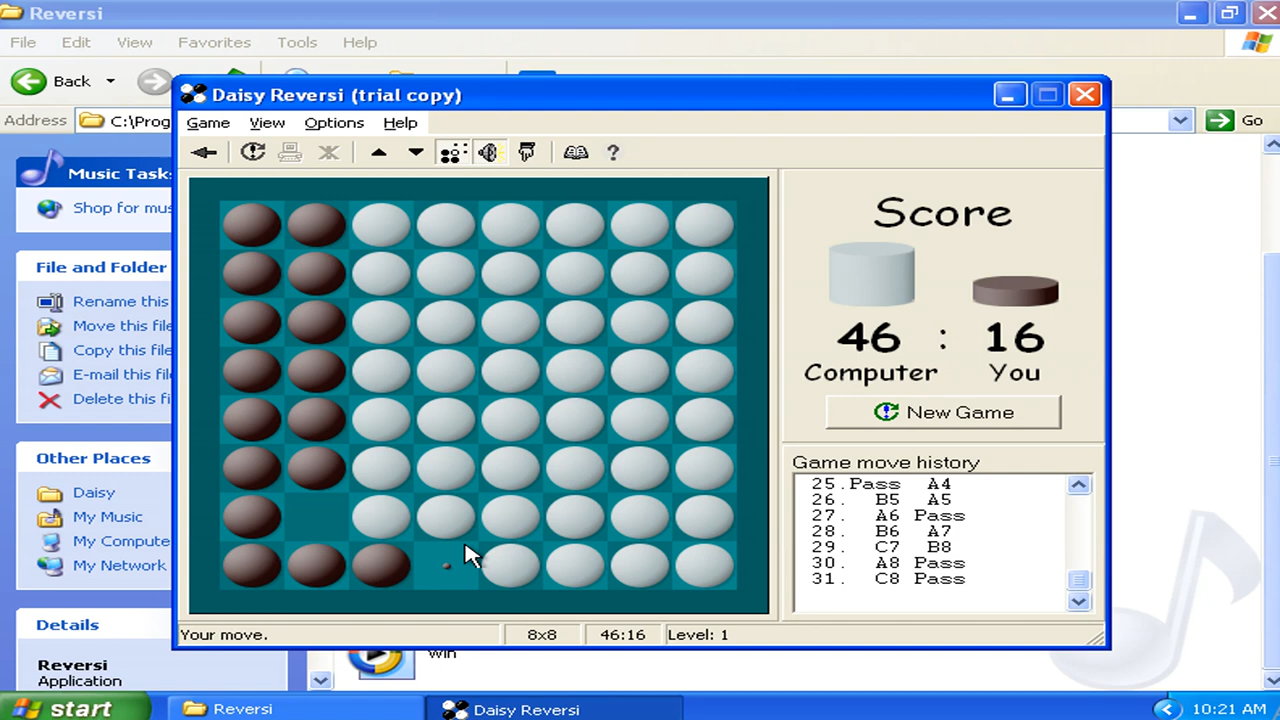 Reversi
File Edit View Favorites Tools Help
Back
Address C:\Prog Go
Daisy Reversi (trial copy)
Game View Options Help
Music Task
Shop for mus
File and Folder
Rename this
Move this file
Copy this file
E-mail this file
Delete this fi
Other Places
Daisy
My Music
My Compute
My Network
Details
Reversi
Application
Score
46 : 16
Computer You
New Game
Game move history
25.Pass A4
26. B5 A5
27. A6 Pass
28. B6 A7
29. C7 B8
30. A8 Pass
31. C8 Pass
Your move. 8x8 46:16 Level: 1
win
start Reversi Daisy Reversi (trial copy) 10:21 AM